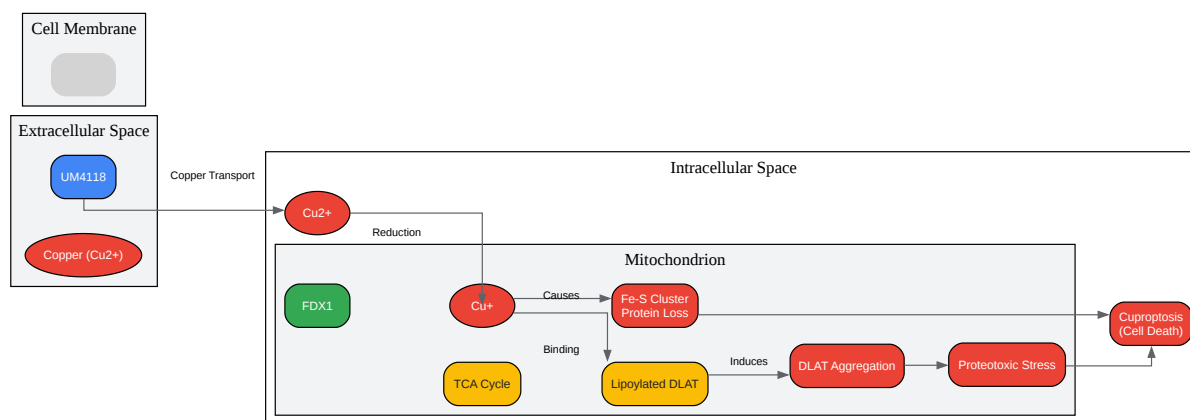 Cell Membrane
Extracellular Space
UM4118
Copper Transport
Copper (Cu2+)
Intracellular Space
Cu2+
Reduction
Mitochondrion
FDX1
Cu+
Causes
Fe-S Cluster
Protein Loss
Cuproptosis
(Cell Death)
Binding
TCA Cycle
Lipoylated DLAT
Induces
DLAT Aggregation
Proteotoxic Stress